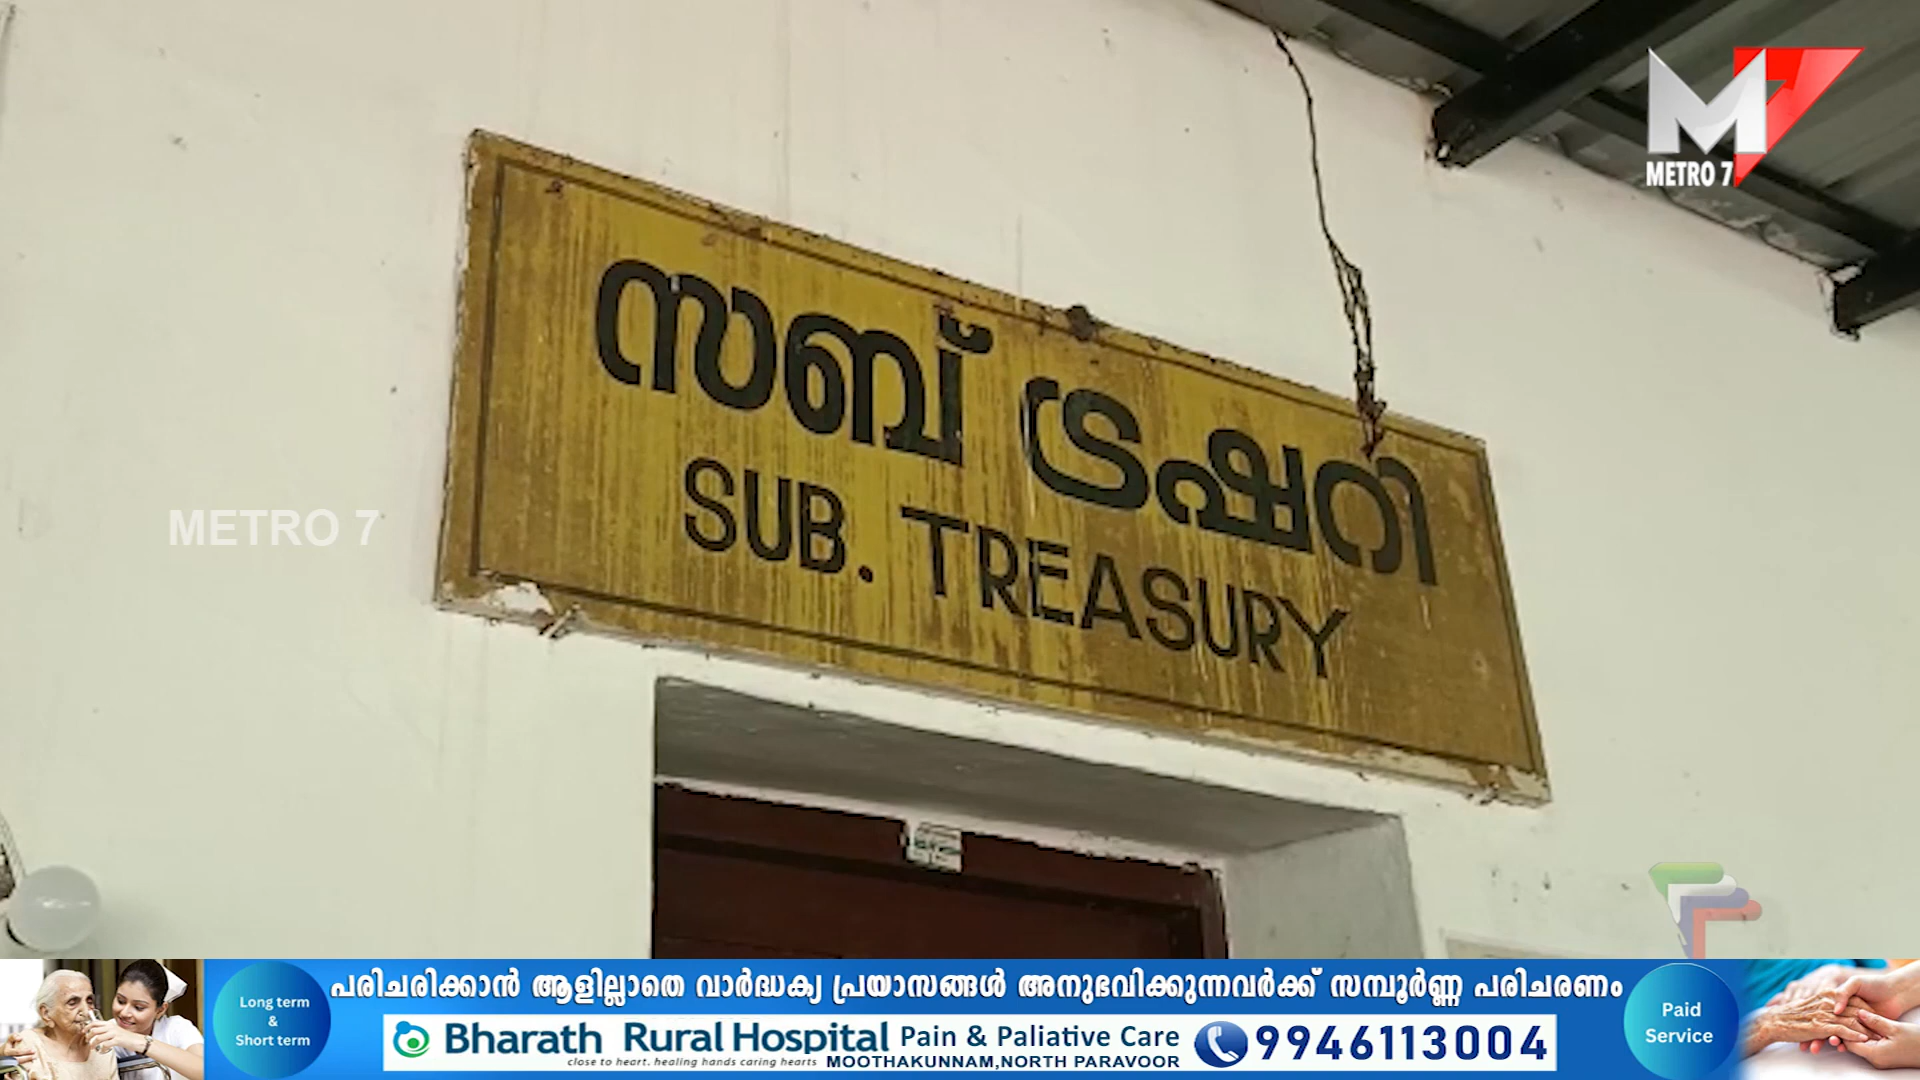 M7
METRO 7
സബ് ട്രഷറി
SUB. TREASURY
METRO 7
Long term
&
Short term
പരിചരിക്കാൻ ആളില്ലാതെ വാർദ്ധക്യ പ്രയാസങ്ങൾ അനുഭവിക്കുന്നവർക്ക് സമ്പൂർണ്ണ പരിചരണം
Bharath Rural Hospital Pain & Paliative Care
close to heart. healing hands caring hearts MOOTHAKUNNAM,NORTH PARAVOOR
9946113004
Paid
Service